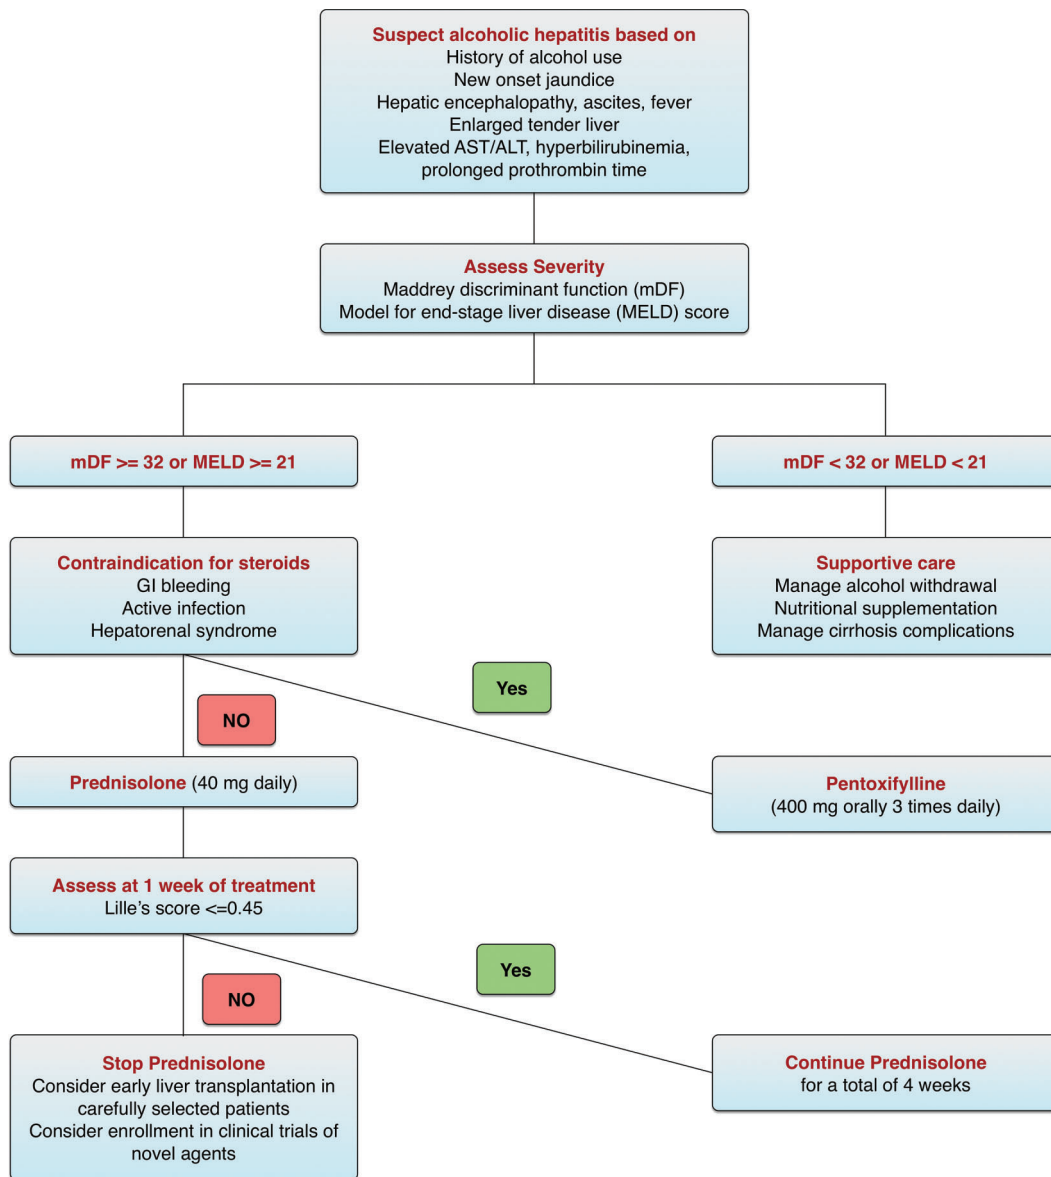 Suspect alcoholic hepatitis based on
History of alcohol use
New onset jaundice
Hepatic encephalopathy, ascites, fever
Enlarged tender liver
Elevated AST/ALT, hyperbilirubinemia,
prolonged prothrombin time
Assess Severity
Maddrey discriminant function (mDF)
Model for end-stage liver disease (MELD) score
mDF >= 32 or MELD >= 21
mDF < 32 or MELD < 21
Contraindication for steroids
GI bleeding
Active infection
Hepatorenal syndrome
Supportive care
Manage alcohol withdrawal
Nutritional supplementation
Manage cirrhosis complications
Yes
NO
Prednisolone (40 mg daily)
Pentoxifylline
(400 mg orally 3 times daily)
Assess at 1 week of treatment
Lille’s score <=0.45
Yes
NO
Stop Prednisolone
Consider early liver transplantation in
carefully selected patients
Consider enrollment in clinical trials of
novel agents
Continue Prednisolone
for a total of 4 weeks